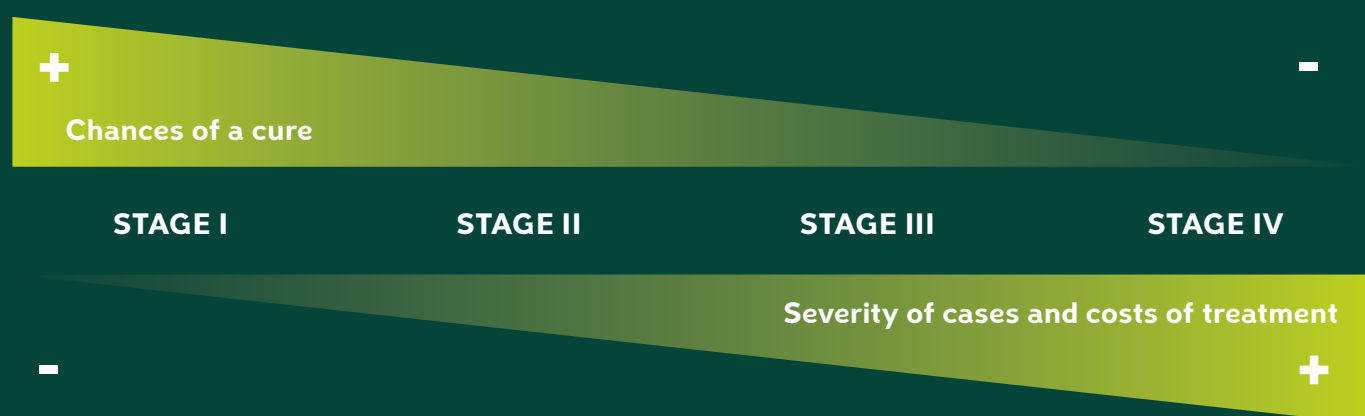 + -
Chances of a cure
STAGE I STAGE II STAGE III STAGE IV
Severity of cases and costs of treatment
- +